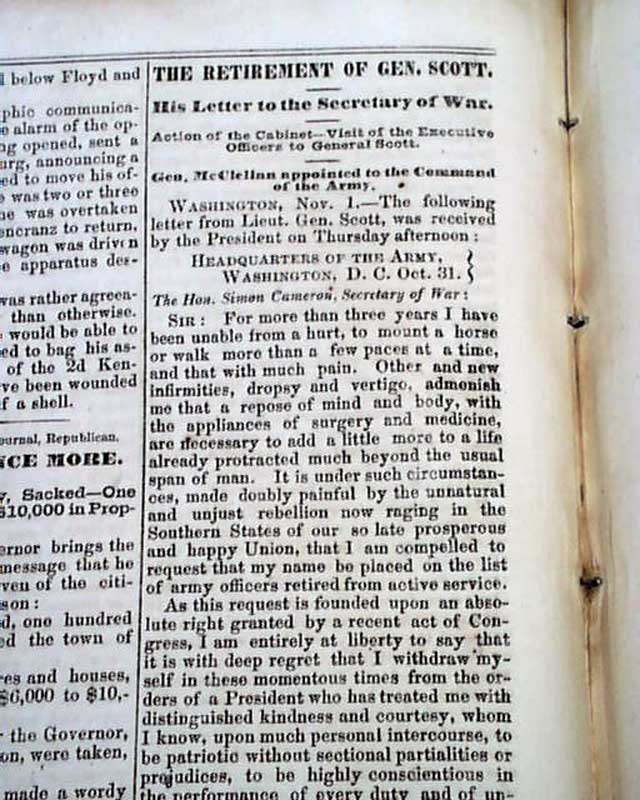 below Floyd and
phic communica-
e alarm of the op-
ng opened, sent a
urg, announcing a
ed to move his of-
e was two or three
he was overtaken
encranz to return,
wagon was driven
e apparatus des-
was rather agreea-
than otherwise.
would be able to
ed to bag his as-
of the 2d Ken-
ve been wounded
f a shell.
ournal, Republican.
NCE MORE.
y, Sacked—One
$10,000 in Prop-
ernor brings the
message that he
ven of the citi-
son:
d, one hundred
ed the town of
res and houses,
$6,000 to $10,-
r the Governor,
on, were taken,
made a wordy
THE RETIREMENT OF GEN. SCOTT.
His Letter to the Secretary of War.
Action of the Cabinet—Visit of the Executive
Officers to General Scott.
Gen. McClellan appointed to the Command
of the Army.
WASHINGTON, Nov. 1.—The following
letter from Lieut. Gen. Scott, was received
by the President on Thursday afternoon:
HEADQUARTERS OF THE ARMY,
WASHINGTON, D. C. Oct. 31.
The Hon. Simon Cameron, Secretary of War:
SIR: For more than three years I have
been unable from a hurt, to mount a horse
or walk more than a few paces at a time,
and that with much pain. Other and new
infirmities, dropsy and vertigo, admonish
me that a repose of mind and body, with
the appliances of surgery and medicine,
are necessary to add a little more to a life
already protracted much beyond the usual
span of man. It is under such circumstan-
ces, made doubly painful by the unnatural
and unjust rebellion now raging in the
Southern States of our so late prosperous
and happy Union, that I am compelled to
request that my name be placed on the list
of army officers retired from active service.
As this request is founded upon an abso-
lute right granted by a recent act of Con-
gress, I am entirely at liberty to say that
it is with deep regret that I withdraw my-
self in these momentous times from the or-
ders of a President who has treated me with
distinguished kindness and courtesy, whom
I know, upon much personal intercourse, to
be patriotic without sectional partialities or
prejudices, to be highly conscientious in
the performance of every duty and of un-